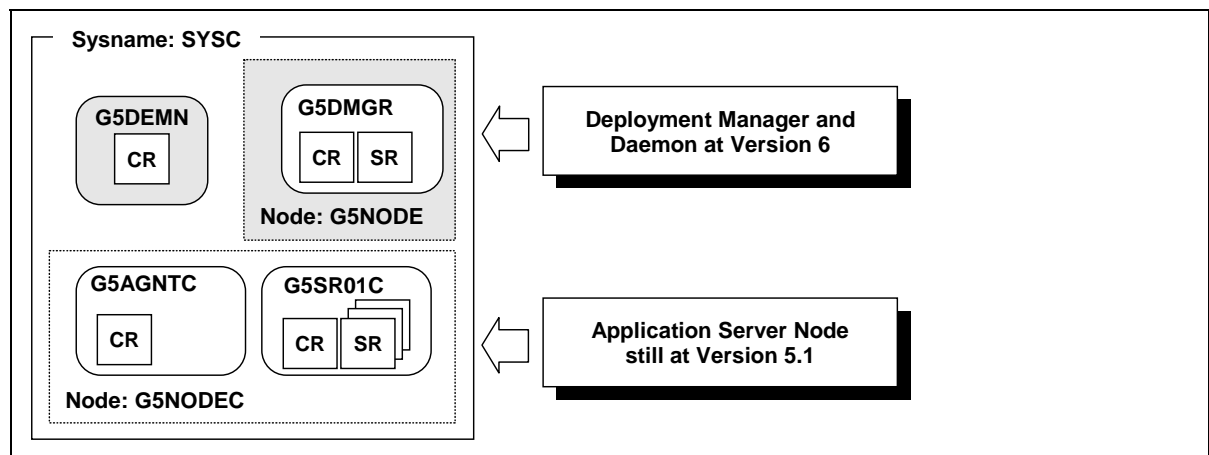 Sysname: SYSC
G5DEMN
CR
G5DMGR
CR SR
Node: G5NODE
Deployment Manager and
Daemon at Version 6
G5AGNTC
CR
G5SR01C
CR SR
Node: G5NODEC
Application Server Node
still at Version 5.1